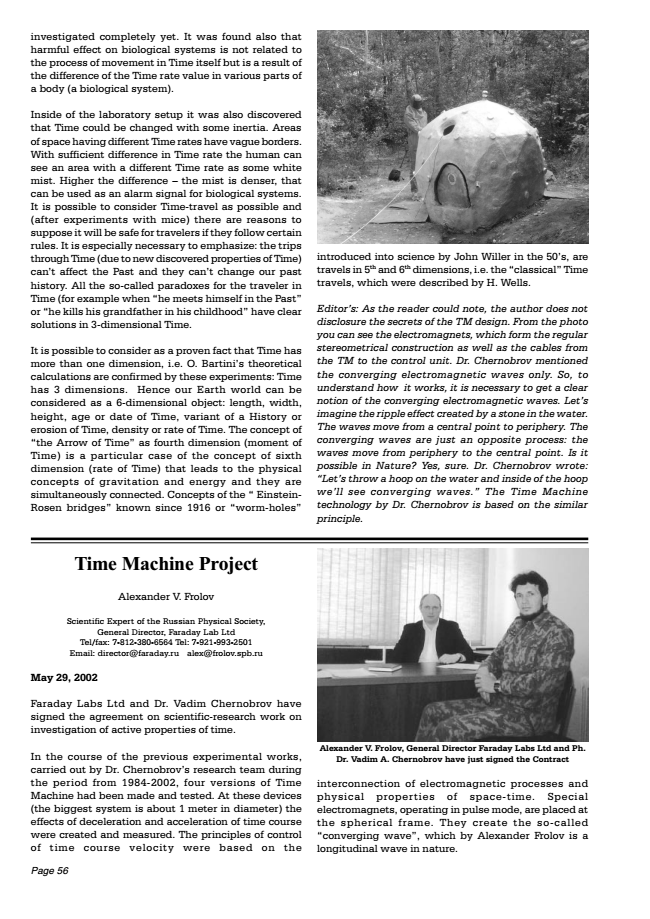 investigated completely yet. It was found also that
harmful effect on biological systems is not related to
the process of movement in Time itself but is a result of
the difference of the Time rate value in various parts of
a body (a biological system).
Inside of the laboratory setup it was also discovered
that Time could be changed with some inertia. Areas
of space having different Time rates have vague borders.
With sufficient difference in Time rate the human can
see an area with a different Time rate as some white
mist. Higher the difference – the mist is denser, that
can be used as an alarm signal for biological systems.
It is possible to consider Time-travel as possible and
(after experiments with mice) there are reasons to
suppose it will be safe for travelers if they follow certain
rules. It is especially necessary to emphasize: the trips
through Time (due to new discovered properties of Time)
can't affect the Past and they can't change our past
history. All the so-called paradoxes for the traveler in
Time (for example when “he meets himself in the Past”
or “he kills his grandfather in his childhood” have clear
solutions in 3-dimensional Time.
It is possible to consider as a proven fact that Time has
more than one dimension, i.e. O. Bartini's theoretical
calculations are confirmed by these experiments: Time
has 3 dimensions. Hence our Earth world can be
considered as a 6-dimensional object: length, width,
height, age or date of Time, variant of a History or
erosion of Time, density or rate of Time. The concept of
“the Arrow of Time” as fourth dimension (moment of
Time) is a particular case of the concept of sixth
dimension (rate of Time) that leads to the physical
concepts of gravitation and energy and they are
simultaneously connected. Concepts of the “ Einstein-
Rosen bridges” known since 1916 or “worm-holes”
introduced into science by John Willer in the 50's, are
travels in 5th and 6th dimensions, i.e. the “classical” Time
travels, which were described by H. Wells.
Editor's: As the reader could note, the author does not
disclosure the secrets of the TM design. From the photo
you can see the electromagnets, which form the regular
stereometrical construction as well as the cables from
the TM to the control unit. Dr. Chernobrov mentioned
the converging electromagnetic waves only. So, to
understand how it works, it is necessary to get a clear
notion of the converging electromagnetic waves. Let's
imagine the ripple effect created by a stone in the water.
The waves move from a central point to periphery. The
converging waves are just an opposite process: the
waves move from periphery to the central point. Is it
possible in Nature? Yes, sure. Dr. Chernobrov wrote:
“Let's throw a hoop on the water and inside of the hoop
we'll see converging waves.” The Time Machine
technology by Dr. Chernobrov is based on the similar
principle.
Time Machine Project
Alexander V. Frolov
Scientific Expert of the Russian Physical Society,
General Director, Faraday Lab Ltd
Tel/fax: 7-812-380-6564 Tel: 7-921-993-2501
Email: director@faraday.ru alex@frolov.spb.ru
May 29, 2002
Faraday Labs Ltd and Dr. Vadim Chernobrov have
signed the agreement on scientific-research work on
investigation of active properties of time.
In the course of the previous experimental works,
carried out by Dr. Chernobrov's research team during
the period from 1984-2002, four versions of Time
Machine had been made and tested. At these devices
(the biggest system is about 1 meter in diameter) the
effects of deceleration and acceleration of time course
were created and measured. The principles of control
of time course velocity were based on the
Alexander V. Frolov, General Director Faraday Labs Ltd and Ph.
Dr. Vadim A. Chernobrov have just signed the Contract
interconnection of electromagnetic processes and
physical properties of space-time. Special
electromagnets, operating in pulse mode, are placed at
the spherical frame. They create the so-called
“converging wave”, which by Alexander Frolov is a
longitudinal wave in nature.
Page 56